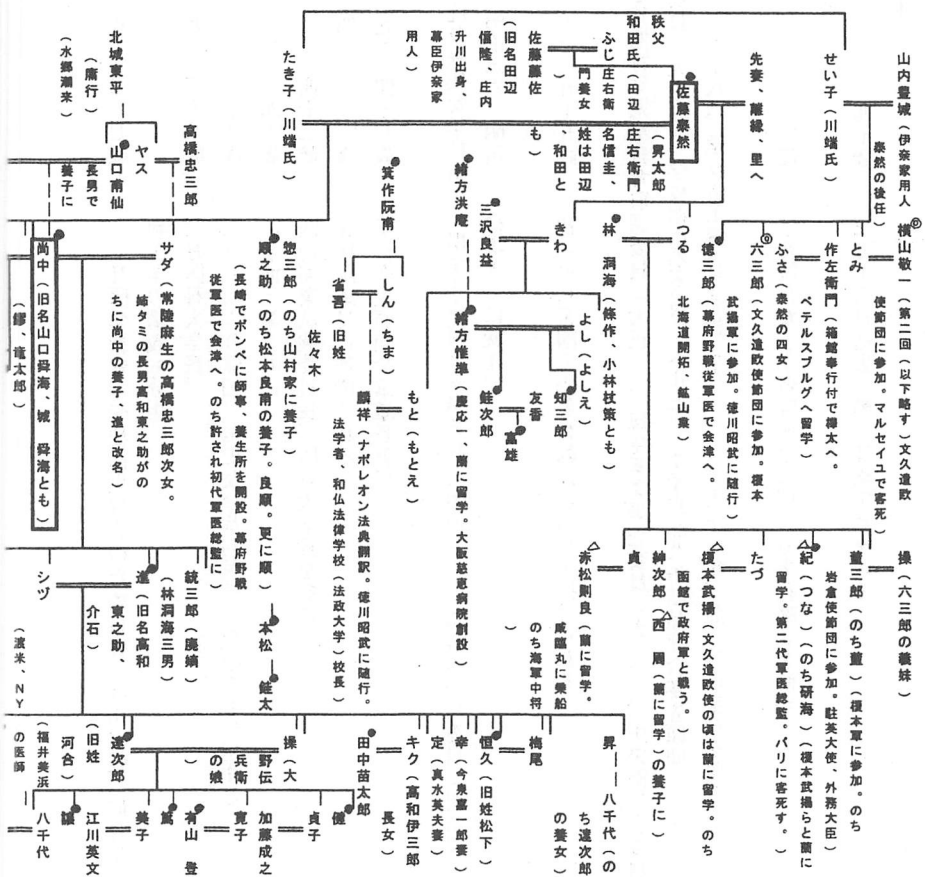 山内豊城（伊奈家用人
泰然の後任）
横山敬一（第二回（以下略す）文久遣欧
使節団に参加。マルセイユで客死）
せい子（川端氏）
とみ
作左衛門（箱館奉行付で樺太へ。
ペテルスブルグへ留学）
ふさ（泰然の四女）
六三郎（文久遣欧使節団に参加。榎本
武揚軍に参加。徳川昭武に随行）
徳三郎（幕府野戦従軍医で会津へ。
北海道開拓、鉱山業）
先妻、離縁、里へ
佐藤泰然
（昇太郎
庄右衛門
名信圭、
姓は田辺
、和田と
も）
秩父
和田氏（田辺
ふじ 庄右衛
門養女
）
佐藤藤佐
（旧名田辺
信隆、庄内
升川出身、
幕臣伊奈家
用人）
たき子（川端氏）
つる
林 洞海（條作、小林杖策とも）
きわ
三沢良益
よし（よしえ）
知三郎
友香
富雄
銈次郎
緒方洪庵
緒方惟準（慶応一、蘭に留学。大阪慈恵病院創設）
もと（もとえ）
箕作阮甫
しん（ちま）
麟祥（ナポレオン法典翻訳。徳川昭武に随行。
法学者、和仏法律学校（法政大学）校長）
省吾（旧姓
佐々木）
惣三郎（のち山村家に養子）
順之助（のち松本良甫の養子。良順。更に順）
（長崎でポンペに師事、養生所を開設。幕府野戦
従軍医で会津へ。のち許され初代軍医総監に）
本松
銈太
高橋忠三郎
サダ（常陸麻生の高橋忠三郎次女。
姉タミの長男高和東之助がの
ちに尚中の養子、進と改名）
北城東平
（庸行）
（水郷潮来）
ヤス
山口甫仙
長男で
養子に
尚中（旧名山口舜海、城 舜海とも）
（鏐、竜太郎）
操（六三郎の義妹）
董三郎（のち董）（榎本軍に参加。のち
岩倉使節団に参加。駐英大使、外務大臣）
紀（つな）（のち研海）（榎本武揚らと蘭に
留学。第二代軍医総監。パリに客死す。）
たづ
榎本武揚（文久遣欧使の頃は蘭に留学。のち
函館で政府軍と戦う。）
紳次郎（西 周（蘭に留学）の養子に）
貞
赤松則良（蘭に留学。
咸臨丸に乗船
のち海軍中将
）
統三郎（廃嫡）
（林洞海三男）
進（旧名高和
東之助、
介石）
シヅ
（渡米、NY
の医師
昇
八千代（の
ち達次郎
の養女）
梅尾
恒久（旧姓松下）
幸（今泉嘉一郎妻）
定（真水英夫妻）
キク（高和伊三郎
長女）
田中苗太郎
操（大
野伝
兵衛
の娘
）
達次郎
（旧姓
河合）
（福井美浜
健
貞子
加藤成之
寛子
有山 登
篤
美子
江川英文
譲
八千代